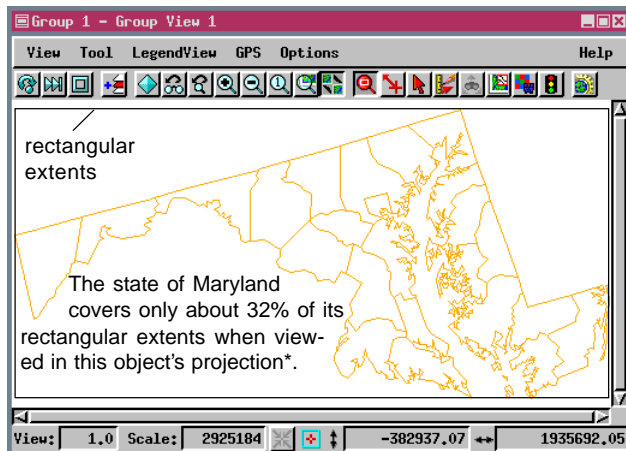 Group 1 - Group View 1
View Tool LegendView GPS Options Help
rectangular
extents
The state of Maryland
covers only about 32% of its
rectangular extents when view-
ed in this object's projection*.
View: 1.0 Scale: 2925184 -382937.07 1935692.05